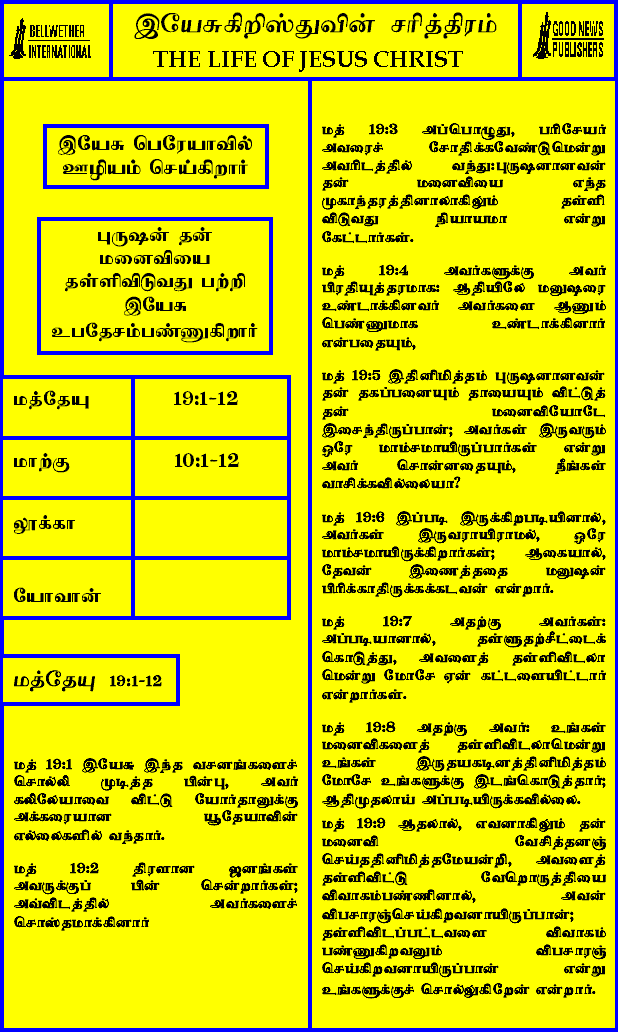 BELLWETHER
INTERNATIONAL
இயேசுகிறிஸ்துவின் சரித்திரம்
THE LIFE OF JESUS CHRIST
GOOD NEWS
PUBLISHERS
இயேசு பெரேயாவில்
ஊழியம் செய்கிறார்
புருஷன் தன்
மனைவியை
தள்ளிவிடுவது பற்றி
இயேசு
உபதேசம்பண்ணுகிறார்
மத்தேயு 19:1-12
மாற்கு 10:1-12
லூக்கா
யோவான்
மத்தேயு 19:1-12
மத் 19:1 இயேசு இந்த வசனங்களைச்
சொல்லி முடித்த பின்பு, அவர்
கலிலேயாவை விட்டு யோர்தானுக்கு
அக்கரையான யூதேயாவின்
எல்லைகளில் வந்தார்.
மத் 19:2 திரளான ஜனங்கள்
அவருக்குப் பின் சென்றார்கள்;
அவ்விடத்தில் அவர்களைச்
சொஸ்தமாக்கினார்
மத் 19:3 அப்பொழுது, பரிசேயர்
அவரைச் சோதிக்கவேண்டுமென்று
அவரிடத்தில் வந்து:புருஷனானவன்
தன் மனைவியை எந்த
முகாந்தரத்தினாலாகிலும் தள்ளி
விடுவது நியாயமா என்று
கேட்டார்கள்.
மத் 19:4 அவர்களுக்கு அவர்
பிரதியுத்தரமாக: ஆதியிலே மனுஷரை
உண்டாக்கினவர் அவர்களை ஆணும்
பெண்ணுமாக உண்டாக்கினார்
என்பதையும்,
மத் 19:5 இதினிமித்தம் புருஷனானவன்
தன் தகப்பனையும் தாயையும் விட்டுத்
தன் மனைவியோடே
இசைந்திருப்பான்; அவர்கள் இருவரும்
ஒரே மாம்சமாயிருப்பார்கள் என்று
அவர் சொன்னதையும், நீங்கள்
வாசிக்கவில்லையா?
மத் 19:6 இப்படி இருக்கிறபடியினால்,
அவர்கள் இருவராயிராமல், ஒரே
மாம்சமாயிருக்கிறார்கள்; ஆகையால்,
தேவன் இணைத்ததை மனுஷன்
பிரிக்காதிருக்கக்கடவன் என்றார்.
மத் 19:7 அதற்கு அவர்கள்:
அப்படியானால், தள்ளுதற்சீட்டைக்
கொடுத்து, அவளைத் தள்ளிவிடலா
மென்று மோசே ஏன் கட்டளையிட்டார்
என்றார்கள்.
மத் 19:8 அதற்கு அவர்: உங்கள்
மனைவிகளைத் தள்ளிவிடலாமென்று
உங்கள் இருதயகடினத்தினிமித்தம்
மோசே உங்களுக்கு இடங்கொடுத்தார்;
ஆதிமுதலாய் அப்படியிருக்கவில்லை.
மத் 19:9 ஆதலால், எவனாகிலும் தன்
மனைவி வேசித்தனஞ்
செய்ததினிமித்தமேயன்றி, அவளைத்
தள்ளிவிட்டு வேறொருத்தியை
விவாகம்பண்ணினால், அவன்
விபசாரஞ்செய்கிறவனாயிருப்பான்;
தள்ளிவிடப்பட்டவளை விவாகம்
பண்ணுகிறவனும் விபசாரஞ்
செய்கிறவனாயிருப்பான் என்று
உங்களுக்குச் சொல்லுகிறேன் என்றார்.